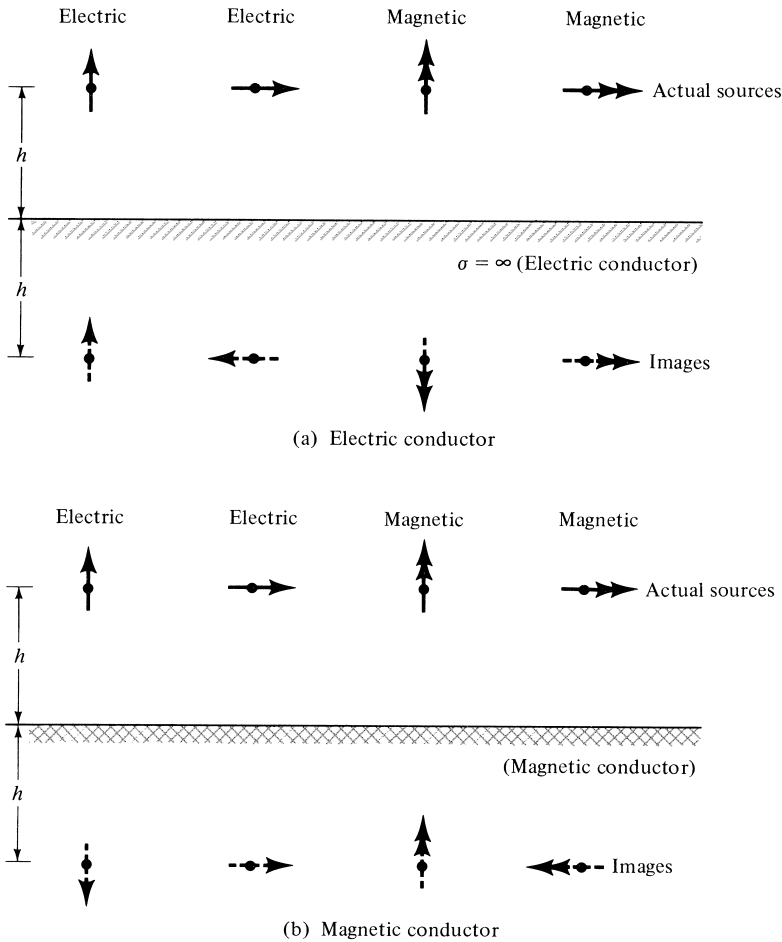 Electric Electric Magnetic Magnetic
Actual sources
h
σ = ∞ (Electric conductor)
h
Images
(a) Electric conductor
Electric Electric Magnetic Magnetic
Actual sources
h
(Magnetic conductor)
h
Images
(b) Magnetic conductor